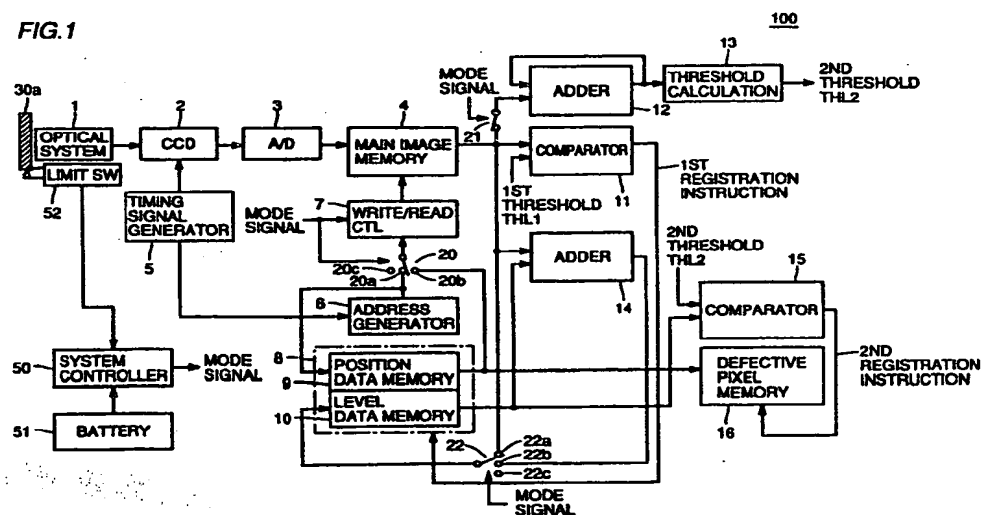 FIG.1
100
30a
1
OPTICAL
SYSTEM
LIMIT SW
52
2
CCD
3
A/D
4
MAIN IMAGE
MEMORY
TIMING
SIGNAL
GENERATOR
5
MODE
SIGNAL
7
WRITE/READ
CTL
20
20c
20a
20b
6
ADDRESS
GENERATOR
8
POSITION
DATA MEMORY
9
LEVEL
DATA MEMORY
10
50
SYSTEM
CONTROLLER
MODE
SIGNAL
51
BATTERY
MODE
SIGNAL
21
ADDER
12
13
THRESHOLD
CALCULATION
2ND
THRESHOLD
THL2
COMPARATOR
11
1ST
THRESHOLD
THL1
1ST
REGISTRATION
INSTRUCTION
ADDER
14
2ND
THRESHOLD
THL2
15
COMPARATOR
DEFECTIVE
PIXEL
MEMORY
16
2ND
REGISTRATION
INSTRUCTION
22
22a
22b
22c
MODE
SIGNAL